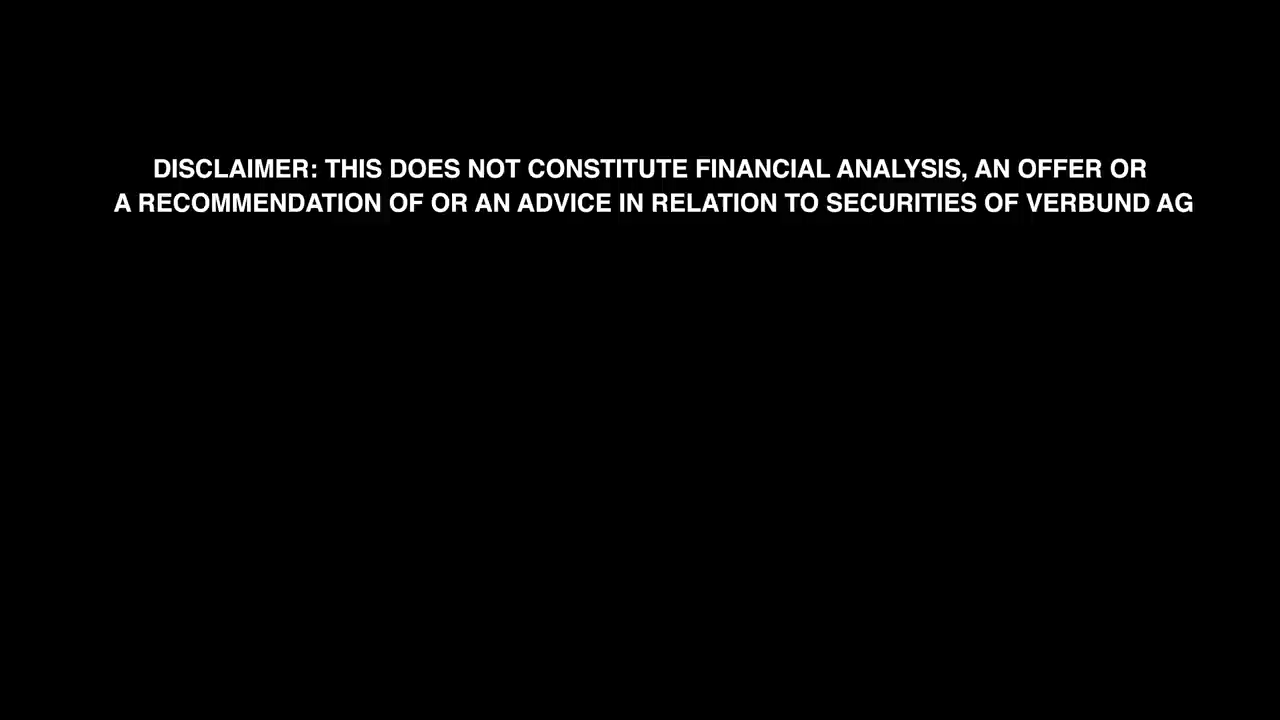 DISCLAIMER: THIS DOES NOT CONSTITUTE FINANCIAL ANALYSIS, AN OFFER OR
A RECOMMENDATION OF OR AN ADVICE IN RELATION TO SECURITIES OF VERBUND AG